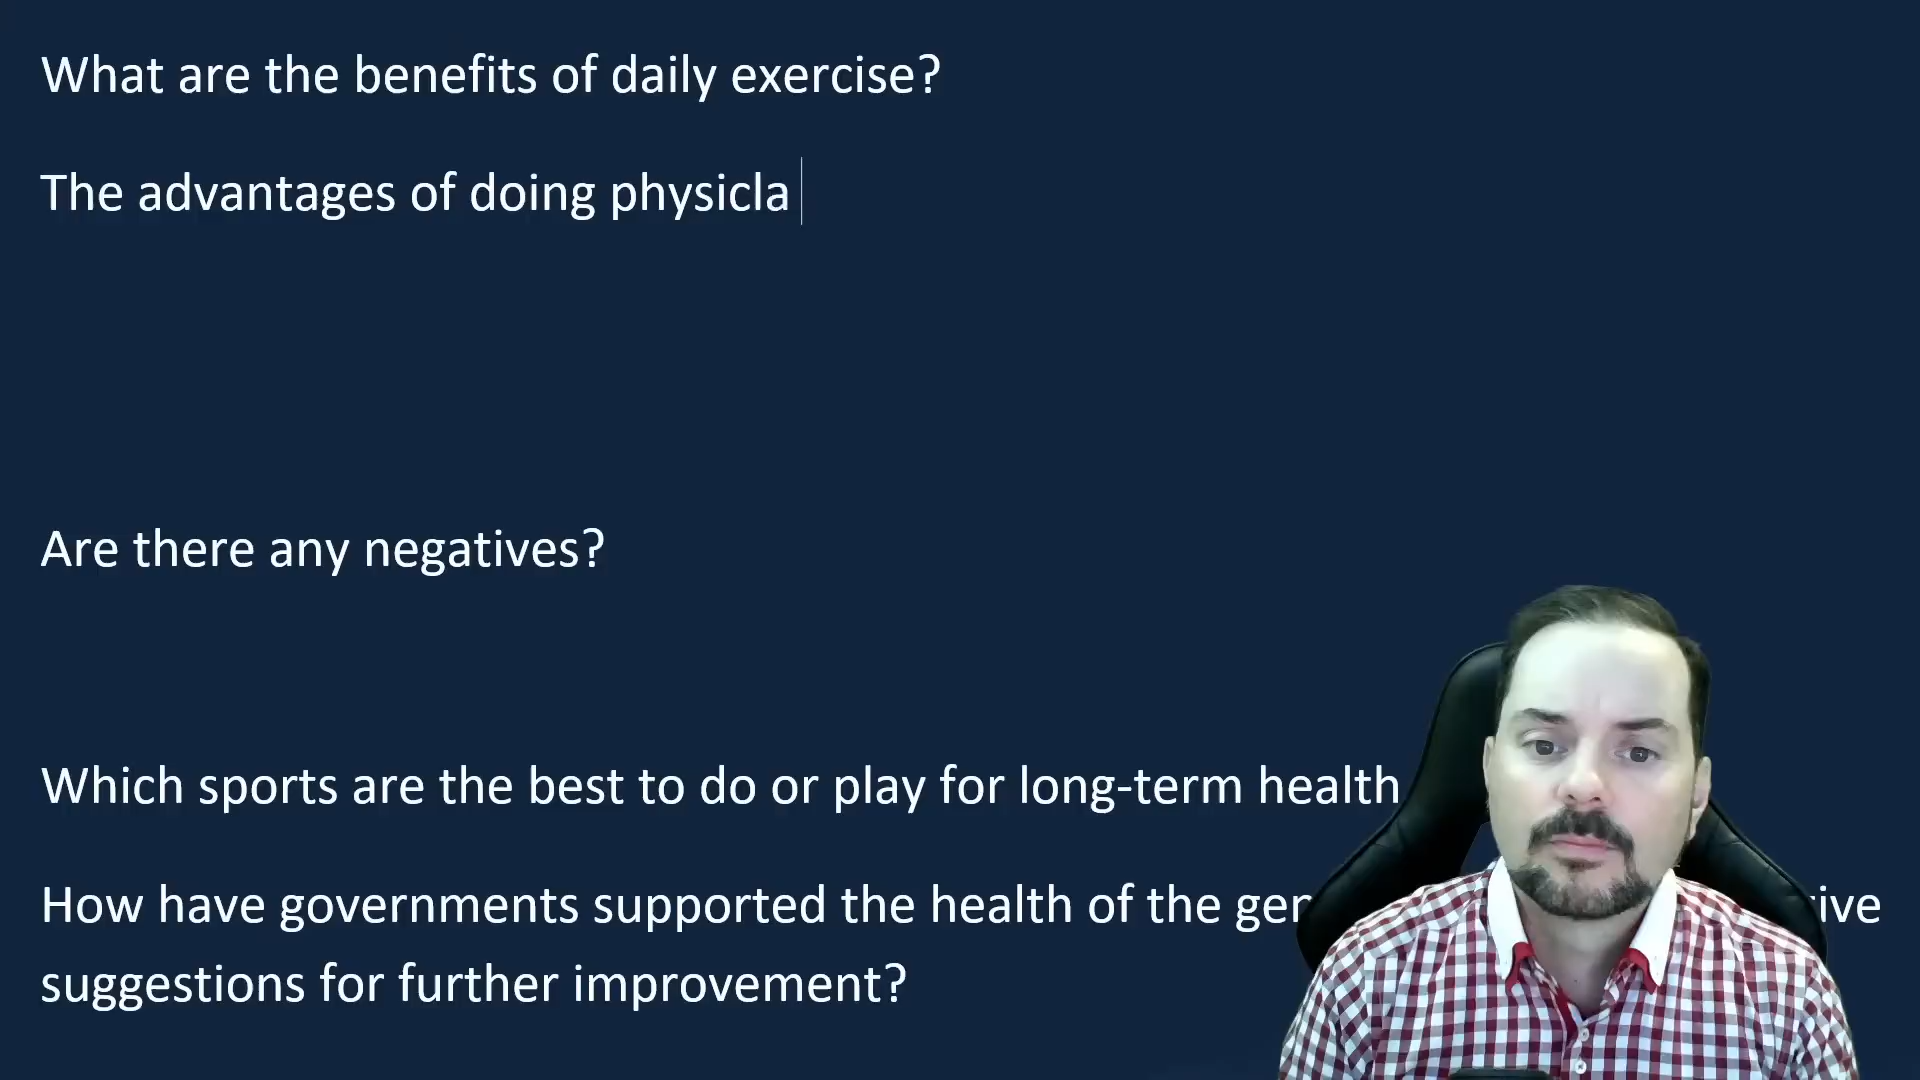 What are the benefits of daily exercise?
The advantages of doing physicla
Are there any negatives?
Which sports are the best to do or play for long-term health
How have governments supported the health of the
suggestions for further improvement?